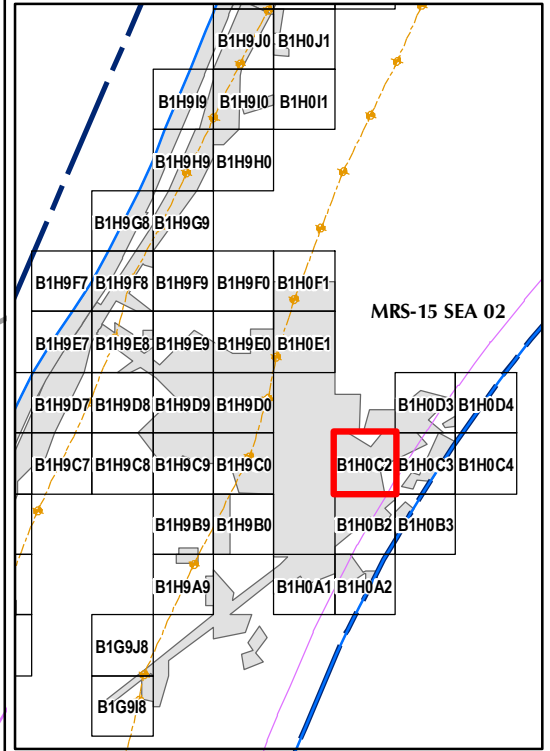 B1H9J0 B1H0J1
B1H9I9 B1H9I0 B1H0I1
B1H9H9 B1H9H0
B1H9G8 B1H9G9
B1H9F7 B1H9F8 B1H9F9 B1H9F0 B1H0F1
MRS-15 SEA 02
B1H9E7 B1H9E8 B1H9E9 B1H9E0 B1H0E1
B1H9D7 B1H9D8 B1H9D9 B1H9D0 B1H0D3 B1H0D4
B1H9C7 B1H9C8 B1H9C9 B1H9C0 B1H0C2 B1H0C3 B1H0C4
B1H9B9 B1H9B0 B1H0B2 B1H0B3
B1H9A9 B1H0A1 B1H0A2
B1G9J8
B1G9I8